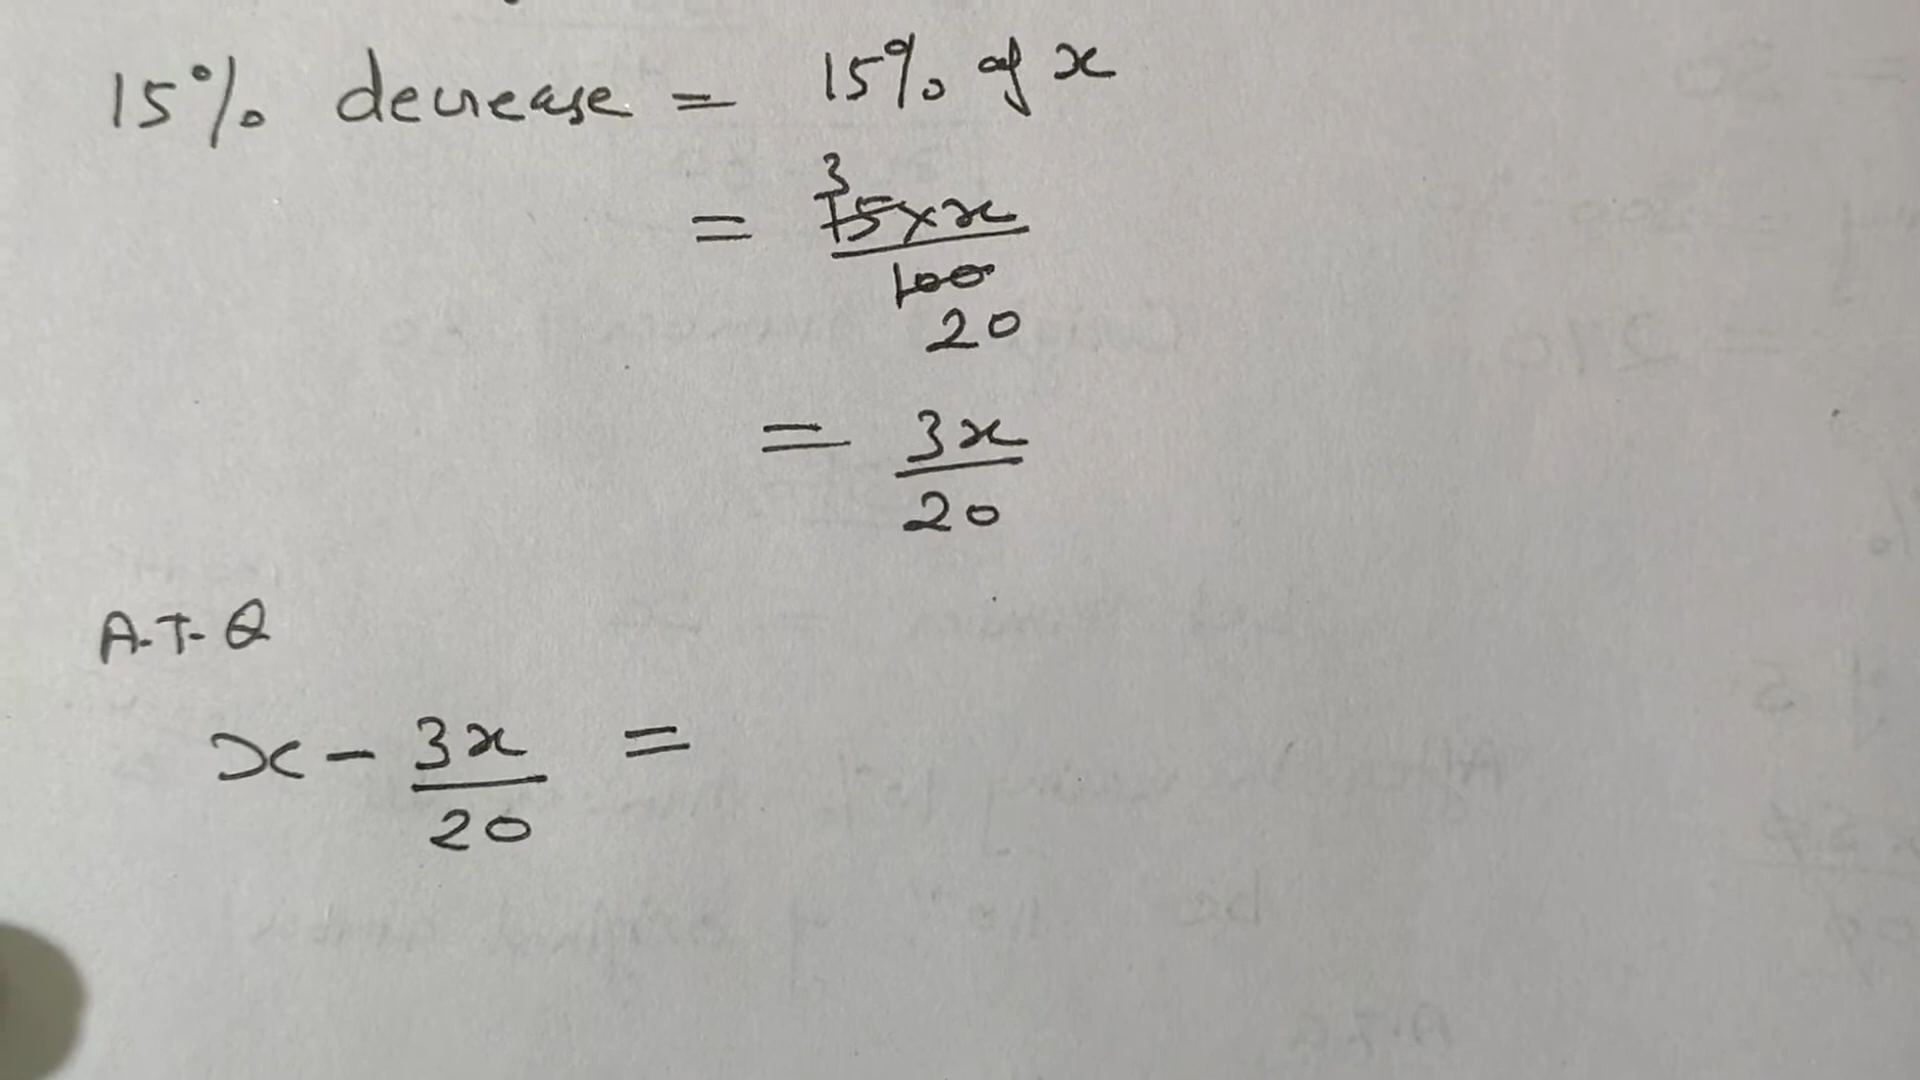 15% decrease = 15% of x
3
= 15 × x
100
20
= 3x
20
A.T.Q
x - 3x =
20